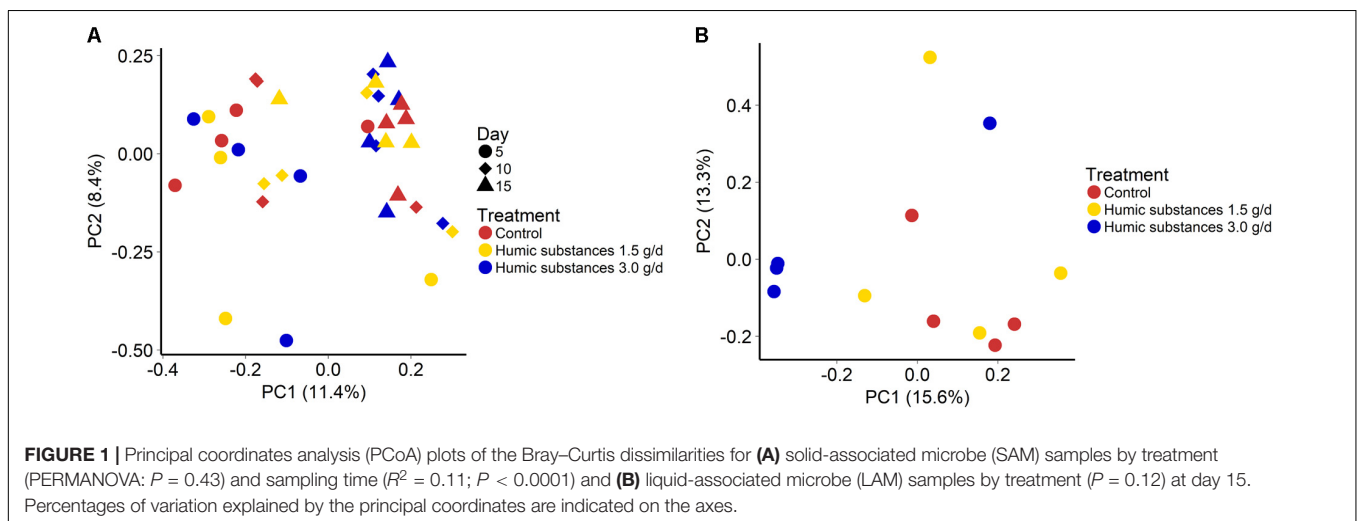 A
0.25
0.00
-0.25
-0.50
-0.4
-0.2
0.0
0.2
PC2 (8.4%)
PC1 (11.4%)
Day
5
10
15
Treatment
Control
Humic substances 1.5 g/d
Humic substances 3.0 g/d
B
0.4
0.2
0.0
-0.2
-0.2
0.0
0.2
PC2 (13.3%)
PC1 (15.6%)
Treatment
Control
Humic substances 1.5 g/d
Humic substances 3.0 g/d
FIGURE 1 | Principal coordinates analysis (PCoA) plots of the Bray–Curtis dissimilarities for (A) solid-associated microbe (SAM) samples by treatment
(PERMANOVA: P = 0.43) and sampling time (R² = 0.11; P < 0.0001) and (B) liquid-associated microbe (LAM) samples by treatment (P = 0.12) at day 15.
Percentages of variation explained by the principal coordinates are indicated on the axes.